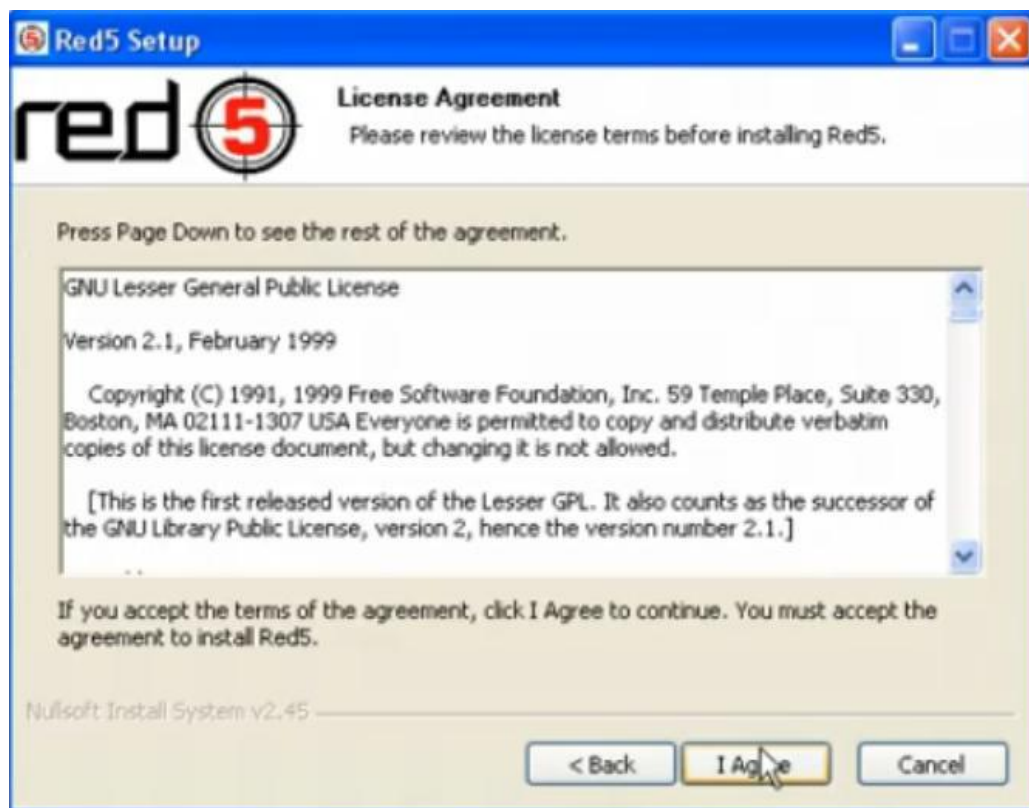 Red5 Setup
red 5
License Agreement
Please review the license terms before installing Red5.
Press Page Down to see the rest of the agreement.
GNU Lesser General Public License
Version 2.1, February 1999
Copyright (C) 1991, 1999 Free Software Foundation, Inc. 59 Temple Place, Suite 330,
Boston, MA 02111-1307 USA Everyone is permitted to copy and distribute verbatim
copies of this license document, but changing it is not allowed.
[This is the first released version of the Lesser GPL. It also counts as the successor of
the GNU Library Public License, version 2, hence the version number 2.1.]
If you accept the terms of the agreement, click I Agree to continue. You must accept the
agreement to install Red5.
Nullsoft Install System v2.45
< Back
I Agree
Cancel